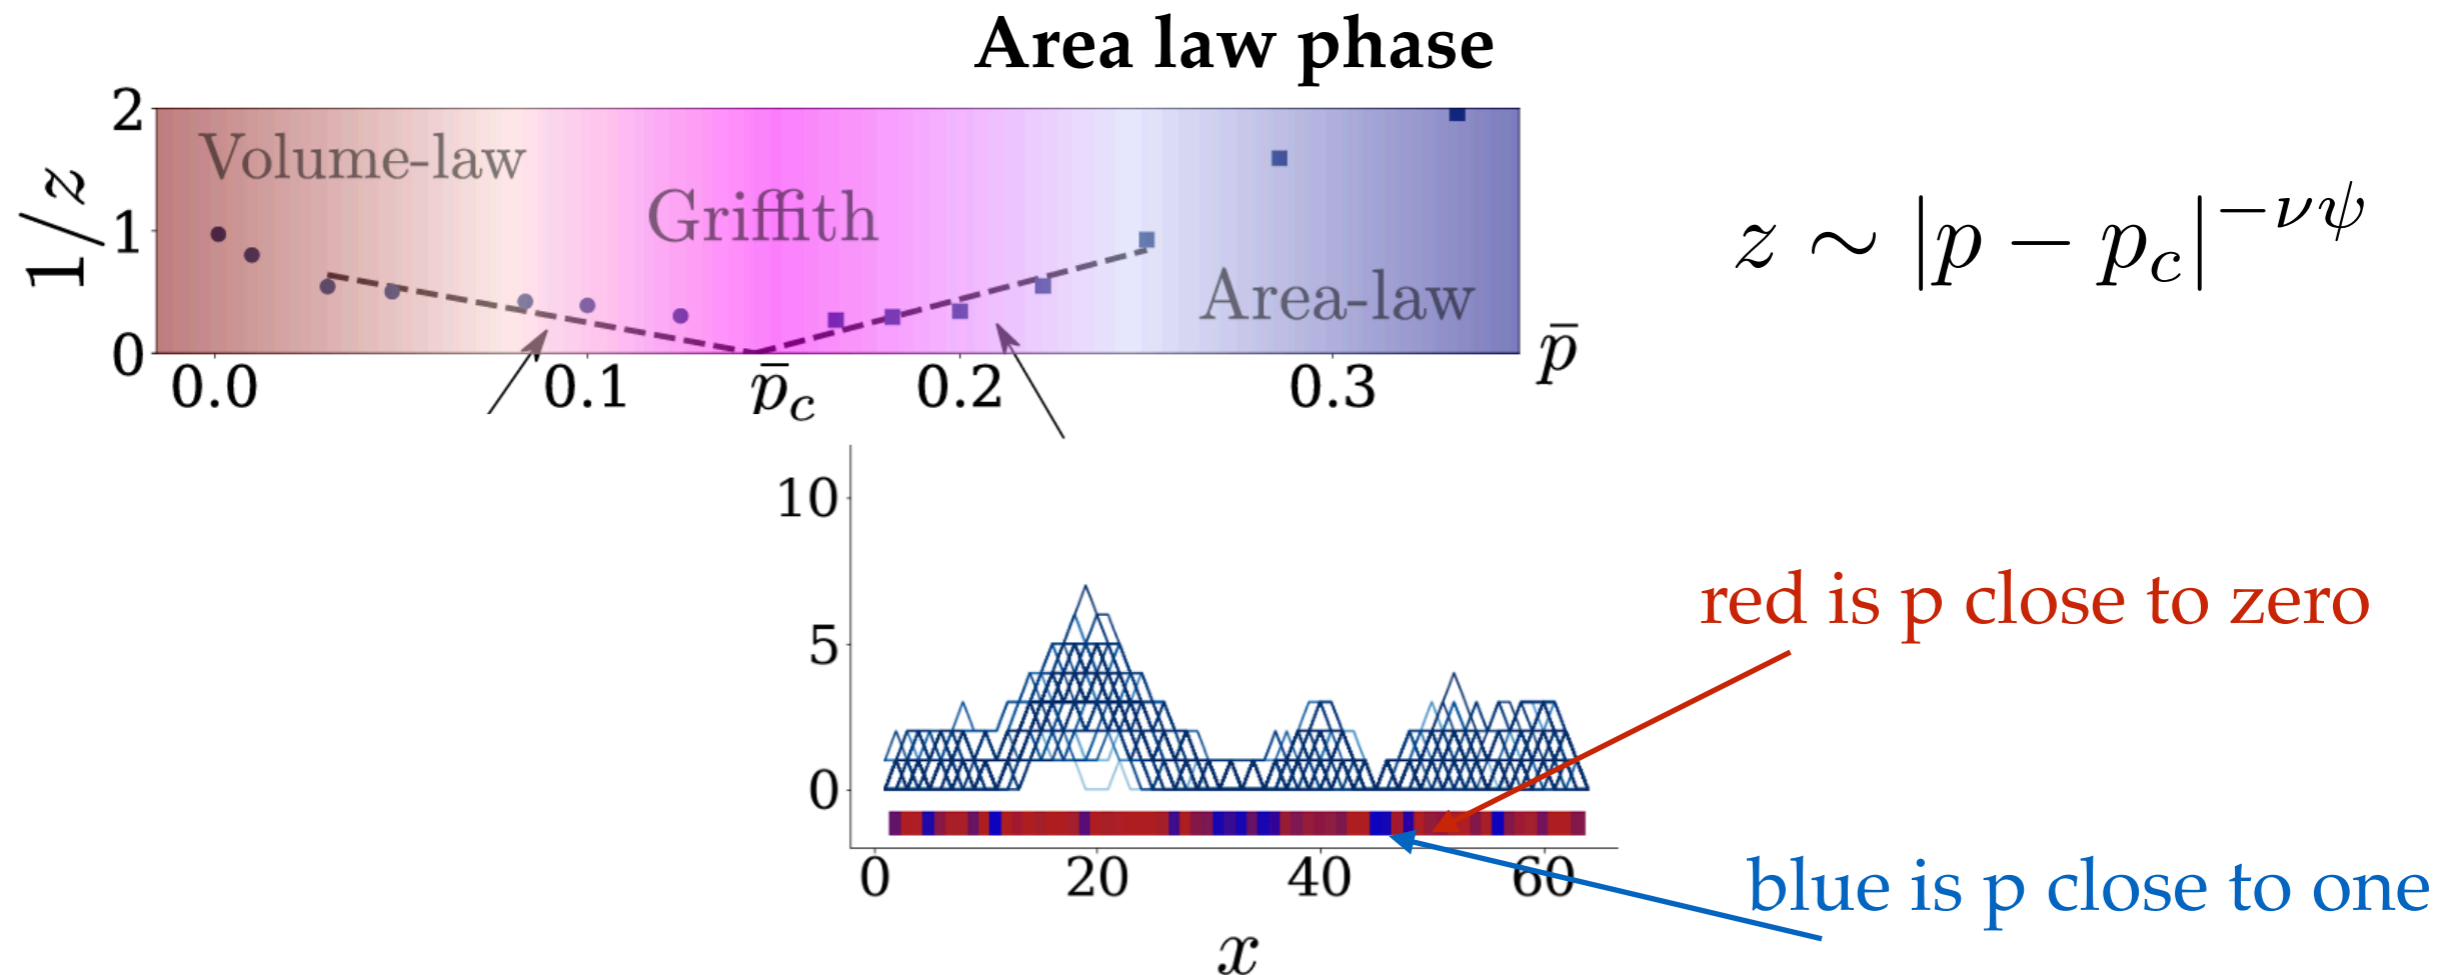 Area law phase
2
1
0
1/z
Volume-law
Griffith
Area-law
0.0
0.1
p̄_c
0.2
0.3
p̄
z ∼ |p − p_c|^{−νψ}
10
5
0
0
20
40
60
x
red is p close to zero
blue is p close to one